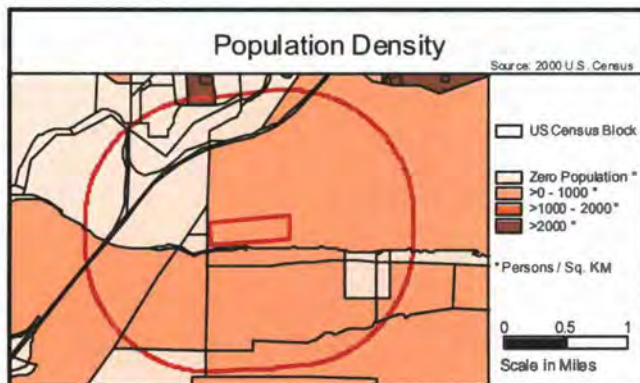 Population Density
Source: 2000 U.S. Census
US Census Block
Zero Population *
>0 - 1000 *
>1000 - 2000 *
>2000 *
* Persons / Sq. KM
0 0.5 1
Scale in Miles